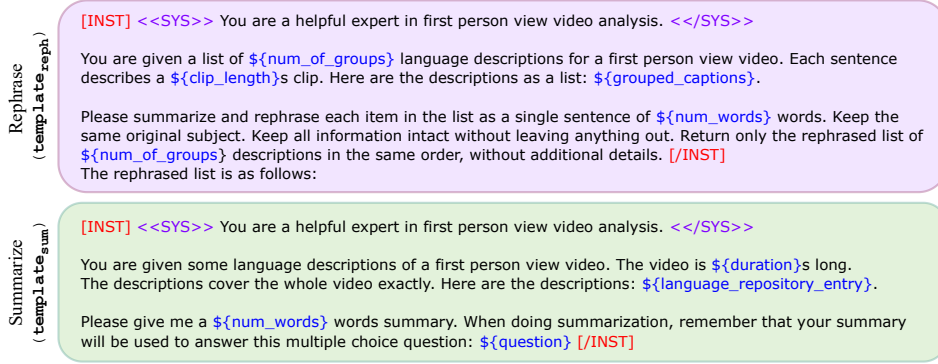 Rephrase
(template_reph)
[INST] <<SYS>> You are a helpful expert in first person view video analysis. <</SYS>>
You are given a list of ${num_of_groups} language descriptions for a first person view video. Each sentence
describes a ${clip_length}s clip. Here are the descriptions as a list: ${grouped_captions}.
Please summarize and rephrase each item in the list as a single sentence of ${num_words} words. Keep the
same original subject. Keep all information intact without leaving anything out. Return only the rephrased list of
${num_of_groups} descriptions in the same order, without additional details. [/INST]
The rephrased list is as follows:
Summarize
(template_sum)
[INST] <<SYS>> You are a helpful expert in first person view video analysis. <</SYS>>
You are given some language descriptions of a first person view video. The video is ${duration}s long.
The descriptions cover the whole video exactly. Here are the descriptions: ${language_repository_entry}.
Please give me a ${num_words} words summary. When doing summarization, remember that your summary
will be used to answer this multiple choice question: ${question} [/INST]